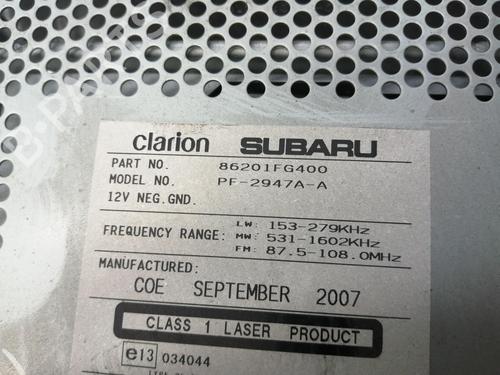 clarion SUBARU
PART NO. 86201FG400
MODEL NO. PF-2947A-A
12V NEG.GND.
LW: 153-279KHz
FREQUENCY RANGE: MW: 531-1602KHz
FM: 87.5-108.0MHz
MANUFACTURED:
COE SEPTEMBER 2007
CLASS 1 LASER PRODUCT
e13 034044